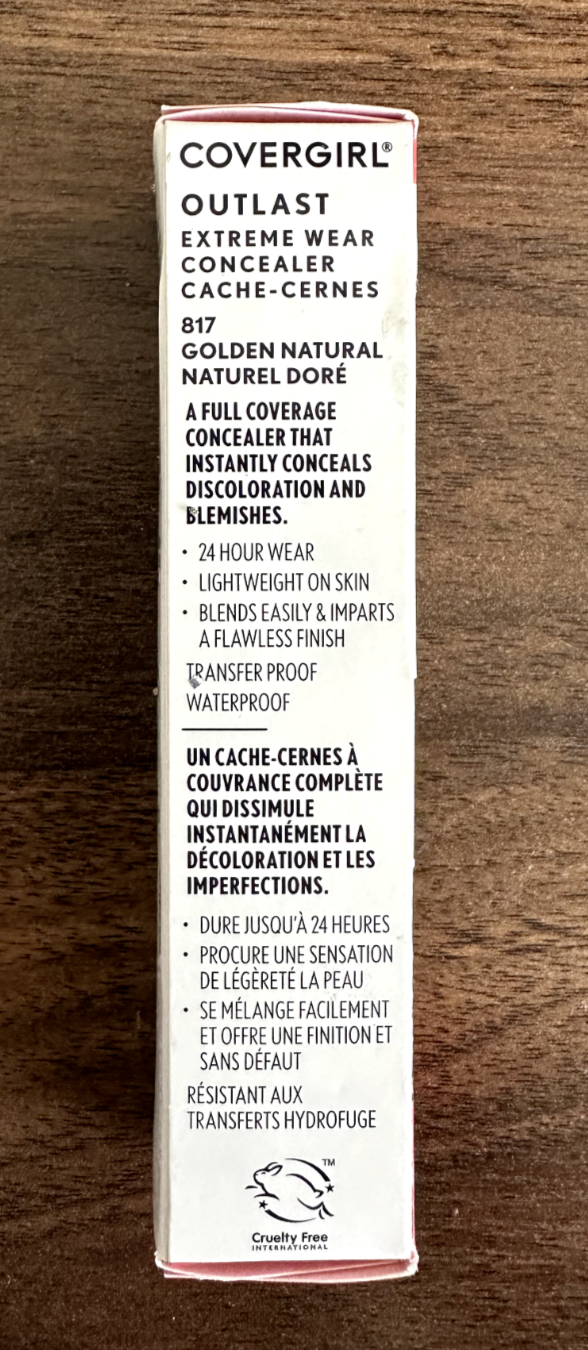 COVERGIRL®
OUTLAST
EXTREME WEAR
CONCEALER
CACHE-CERNES
817
GOLDEN NATURAL
NATUREL DORÉ
A FULL COVERAGE
CONCEALER THAT
INSTANTLY CONCEALS
DISCOLORATION AND
BLEMISHES.
• 24 HOUR WEAR
• LIGHTWEIGHT ON SKIN
• BLENDS EASILY & IMPARTS
A FLAWLESS FINISH
TRANSFER PROOF
WATERPROOF
UN CACHE-CERNES À
COUVRANCE COMPLÈTE
QUI DISSIMULE
INSTANTANÉMENT LA
DÉCOLORATION ET LES
IMPERFECTIONS.
• DURE JUSQU'À 24 HEURES
• PROCURE UNE SENSATION
DE LÉGÈRETÉ LA PEAU
• SE MÉLANGE FACILEMENT
ET OFFRE UNE FINITION ET
SANS DÉFAUT
RÉSISTANT AUX
TRANSFERTS HYDROFUGE
TM
Cruelty Free
INTERNATIONAL